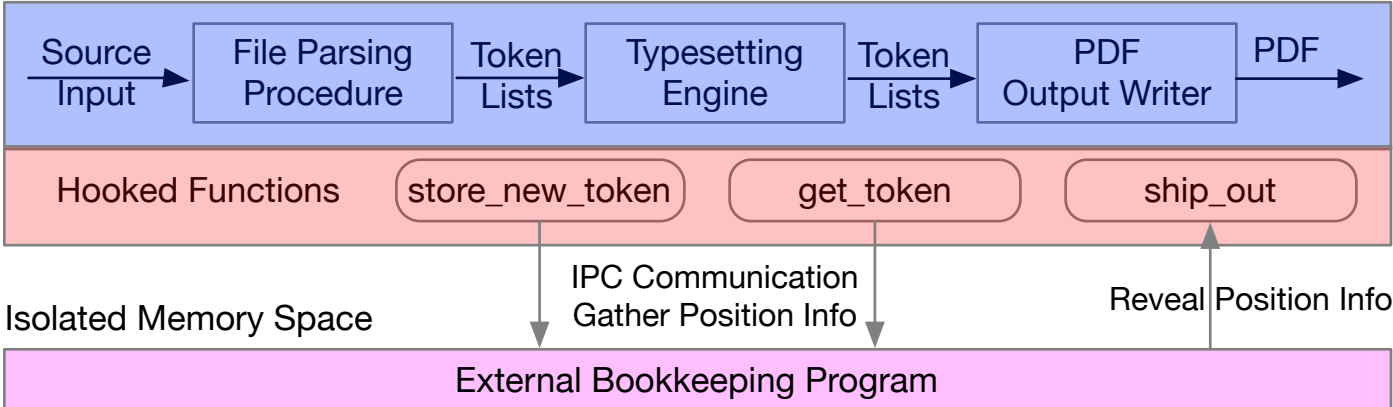 Source
Input
File Parsing
Procedure
Token
Lists
Typesetting
Engine
Token
Lists
PDF
Output Writer
PDF
Hooked Functions
store_new_token
get_token
ship_out
IPC Communication
Gather Position Info
Reveal Position Info
Isolated Memory Space
External Bookkeeping Program